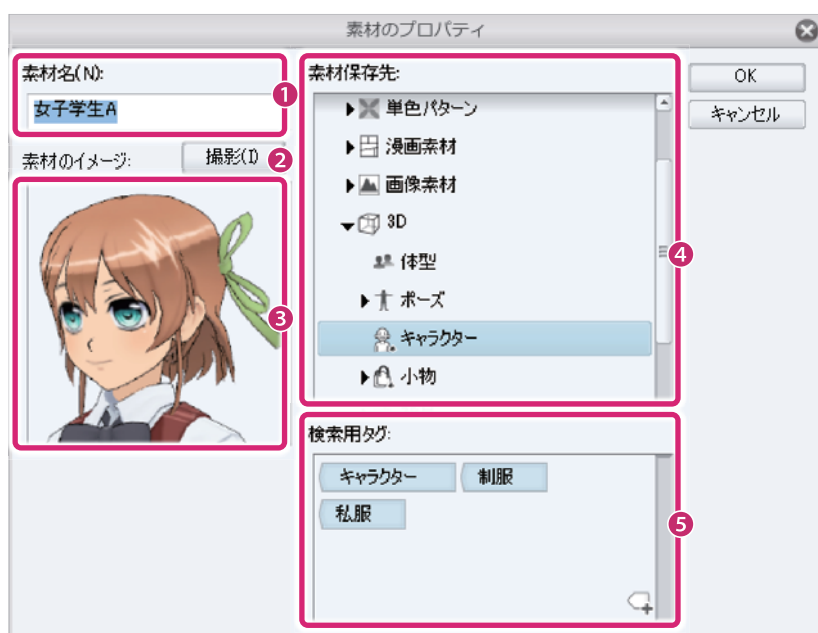 素材のプロパティ
素材名(N):
女子学生A
1
素材のイメージ:
撮影(I)
2
3
素材保存先:
単色パターン
漫画素材
画像素材
3D
体型
ポーズ
キャラクター
小物
4
検索用タグ:
キャラクター 制服
私服
5
OK
キャンセル